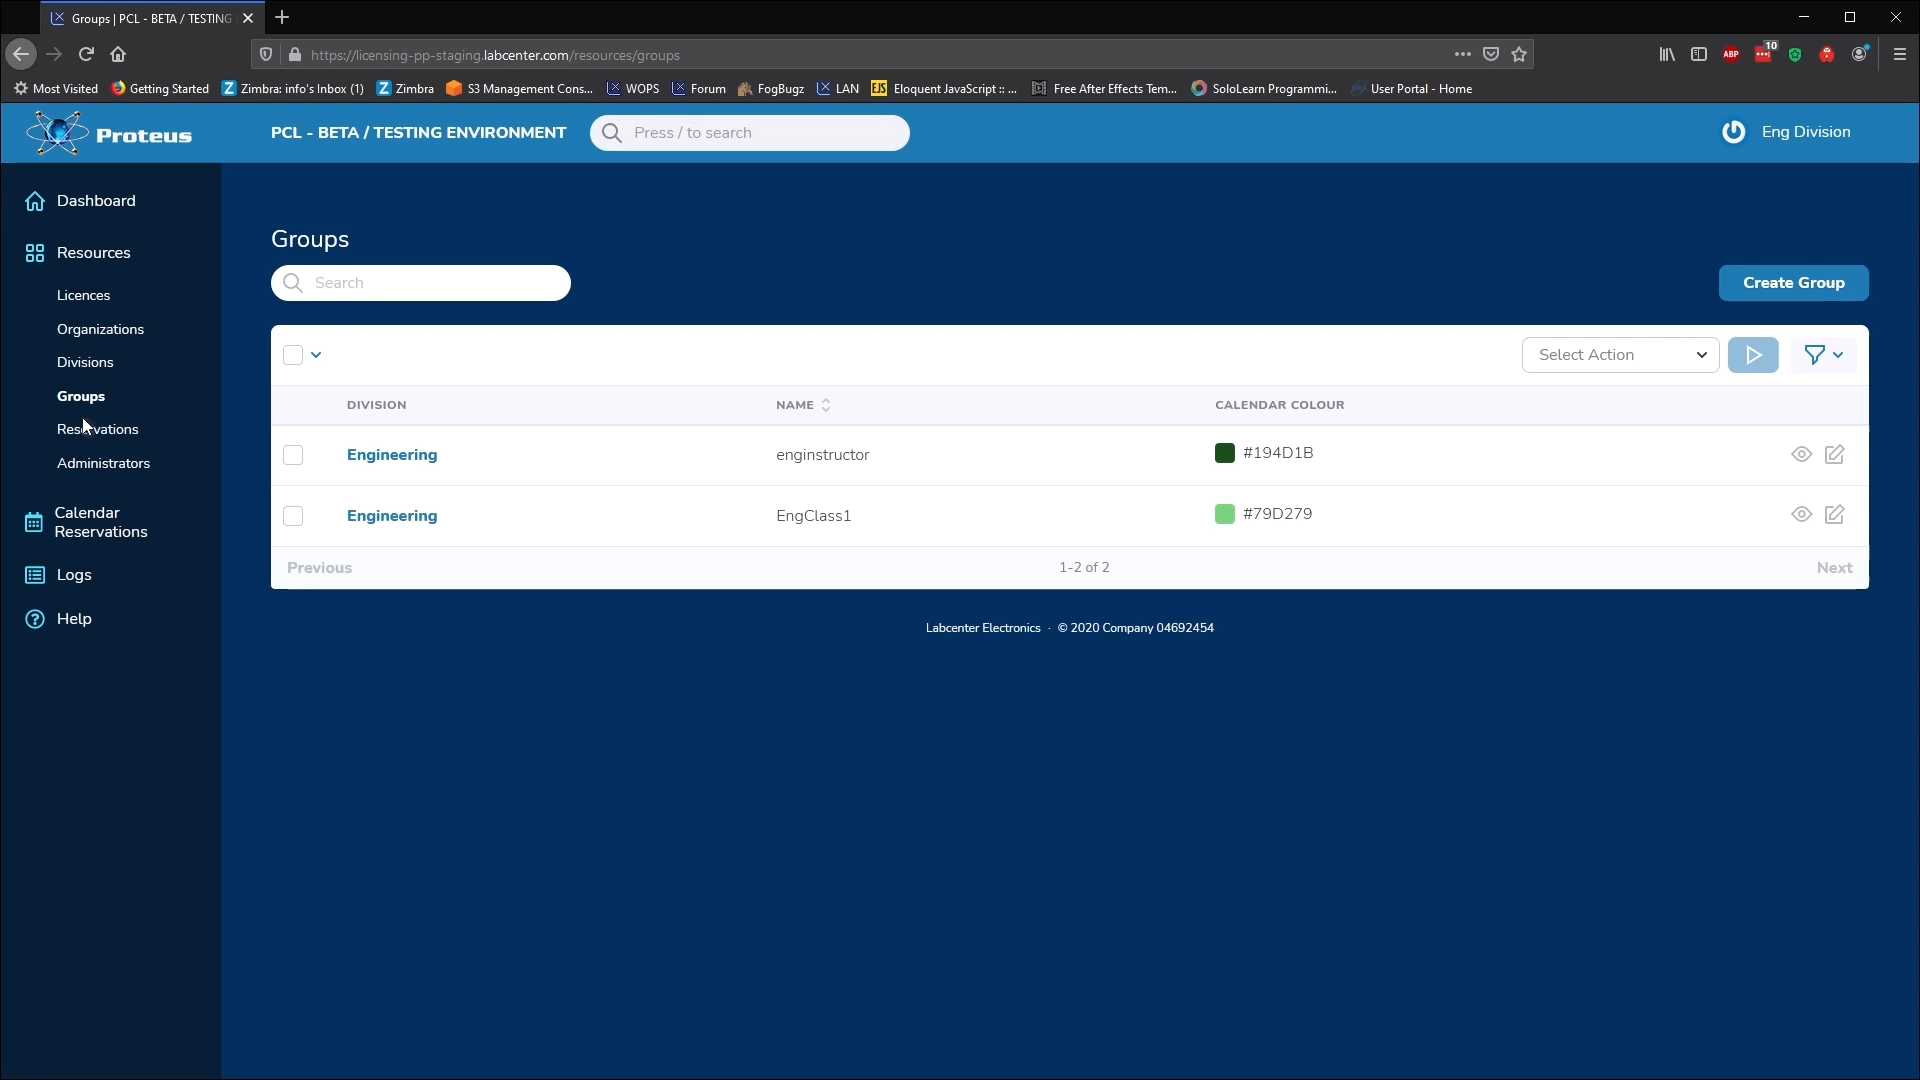 Groups | PCL - BETA / TESTING
https://licensing-pp-staging.labcenter.com/resources/groups
ABP
10
Most Visited
Getting Started
Zimbra: info's Inbox (1)
Zimbra
S3 Management Cons...
WOPS
Forum
FogBugz
LAN
EJS
Eloquent JavaScript :: ...
Free After Effects Tem...
SoloLearn Programmi...
User Portal - Home
Proteus
PCL - BETA / TESTING ENVIRONMENT
Press / to search
Eng Division
Dashboard
Resources
Licences
Organizations
Divisions
Groups
Reservations
Administrators
Calendar
Reservations
Logs
Help
Groups
Search
Create Group
Select Action
DIVISION NAME CALENDAR COLOUR
Engineering enginstructor #194D1B
Engineering EngClass1 #79D279
Previous 1-2 of 2 Next
Labcenter Electronics · © 2020 Company 04692454